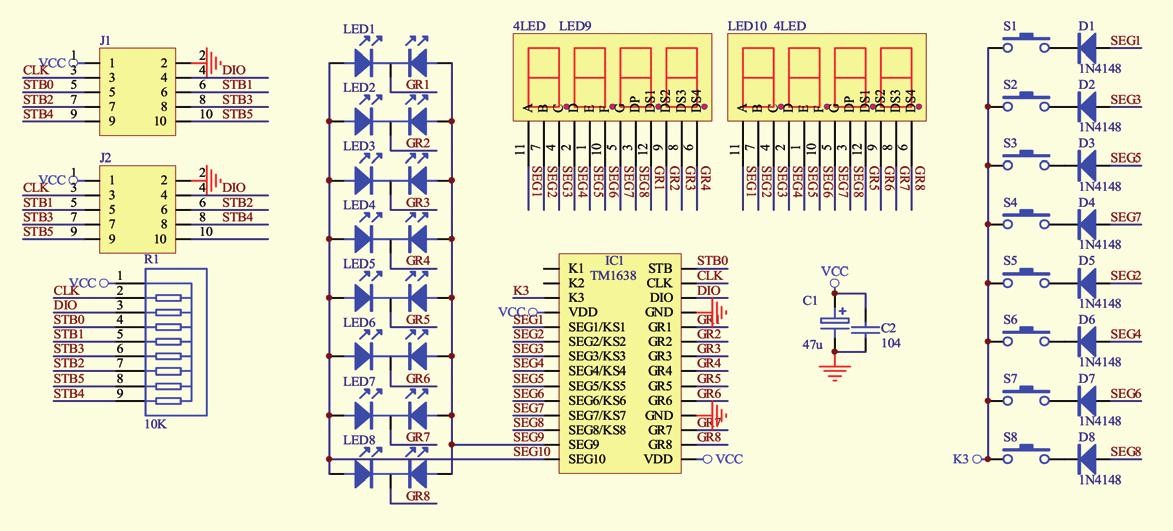 J1
VCC 1 1 2 2
CLK 3 3 4 4 DIO
STB0 5 5 6 6 STB1
STB2 7 7 8 8 STB3
STB4 9 9 10 10 STB5
J2
VCC 1 1 2 2
CLK 3 3 4 4 DIO
STB1 5 5 6 6 STB2
STB3 7 7 8 8 STB4
STB5 9 9 10 10
R1
VCC 1
CLK 2
DIO 3
STB0 4
STB1 5
STB3 6
STB2 7
STB5 8
STB4 9
10K
LED1
GR1
LED2
GR2
LED3
GR3
LED4
GR4
LED5
GR5
LED6
GR6
LED7
GR7
LED8
GR8
4LED LED9
A B C D E F G DP DS1 DS2 DS3 DS4
11 7 4 2 1 10 5 3 12 9 8 6
SEG1 SEG2 SEG3 SEG4 SEG5 SEG6 SEG7 SEG8 GR1 GR2 GR3 GR4
LED10 4LED
A B C D E F G DP DS1 DS2 DS3 DS4
11 7 4 2 1 10 5 3 12 9 8 6
SEG1 SEG2 SEG3 SEG4 SEG5 SEG6 SEG7 SEG8 GR5 GR6 GR7 GR8
IC1
TM1638
K1 STB STB0
K2 CLK CLK
K3 K3 DIO DIO
VCC VDD GND
SEG1 SEG1/KS1 GR1 GR1
SEG2 SEG2/KS2 GR2 GR2
SEG3 SEG3/KS3 GR3 GR3
SEG4 SEG4/KS4 GR4 GR4
SEG5 SEG5/KS5 GR5 GR5
SEG6 SEG6/KS6 GR6 GR6
SEG7 SEG7/KS7 GND
SEG8 SEG8/KS8 GR7 GR7
SEG9 SEG9 GR8 GR8
SEG10 SEG10 VDD VCC
VCC
C1
+
47u
C2
104
S1 D1 SEG1
1N4148
S2 D2 SEG3
1N4148
S3 D3 SEG5
1N4148
S4 D4 SEG7
1N4148
S5 D5 SEG2
1N4148
S6 D6 SEG4
1N4148
S7 D7 SEG6
1N4148
S8 D8 SEG8
K3
1N4148